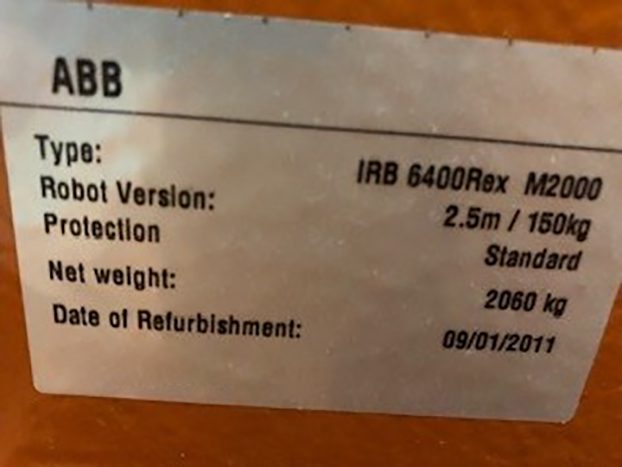 ABB
Type: IRB 6400Rex M2000
Robot Version: 2.5m / 150kg
Protection Standard
Net weight: 2060 kg
Date of Refurbishment: 09/01/2011